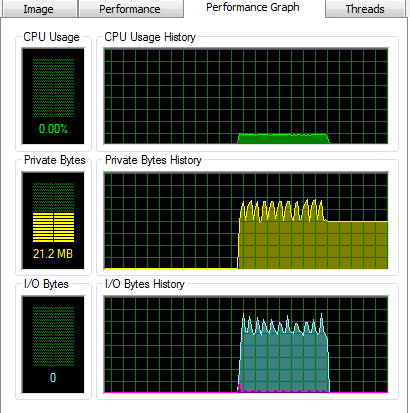 Image Performance Performance Graph Threads
CPU Usage CPU Usage History
0.00%
Private Bytes Private Bytes History
21.2 MB
I/O Bytes I/O Bytes History
0